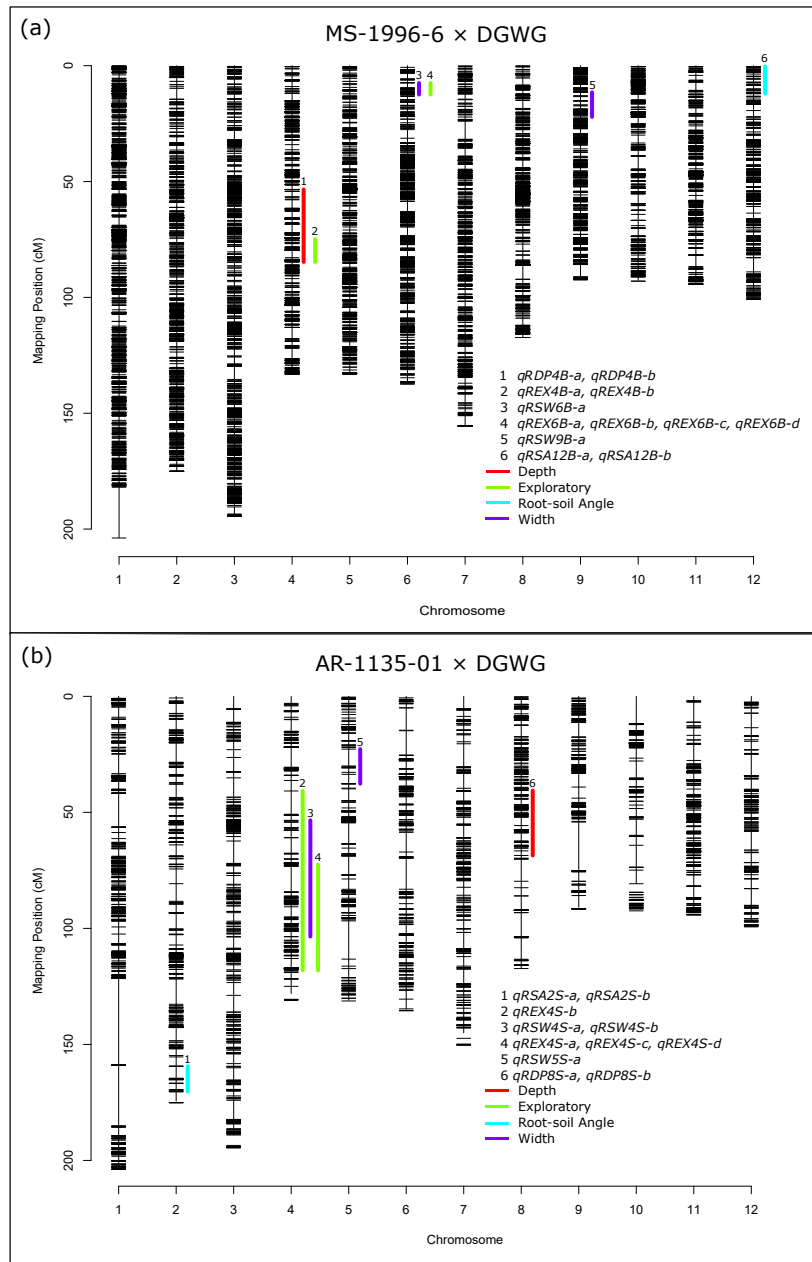 (a)
MS-1996-6 × DGWG
0
50
100
150
200
Mapping Position (cM)
1
2
3
4
5
6
1 qRDP4B-a, qRDP4B-b
2 qREX4B-a, qREX4B-b
3 qRSW6B-a
4 qREX6B-a, qREX6B-b, qREX6B-c, qREX6B-d
5 qRSW9B-a
6 qRSA12B-a, qRSA12B-b
Depth
Exploratory
Root-soil Angle
Width
1 2 3 4 5 6 7 8 9 10 11 12
Chromosome
(b)
AR-1135-01 × DGWG
0
50
100
150
200
Mapping Position (cM)
1
2
3
4
5
6
1 qRSA2S-a, qRSA2S-b
2 qREX4S-b
3 qRSW4S-a, qRSW4S-b
4 qREX4S-a, qREX4S-c, qREX4S-d
5 qRSW5S-a
6 qRDP8S-a, qRDP8S-b
Depth
Exploratory
Root-soil Angle
Width
1 2 3 4 5 6 7 8 9 10 11 12
Chromosome